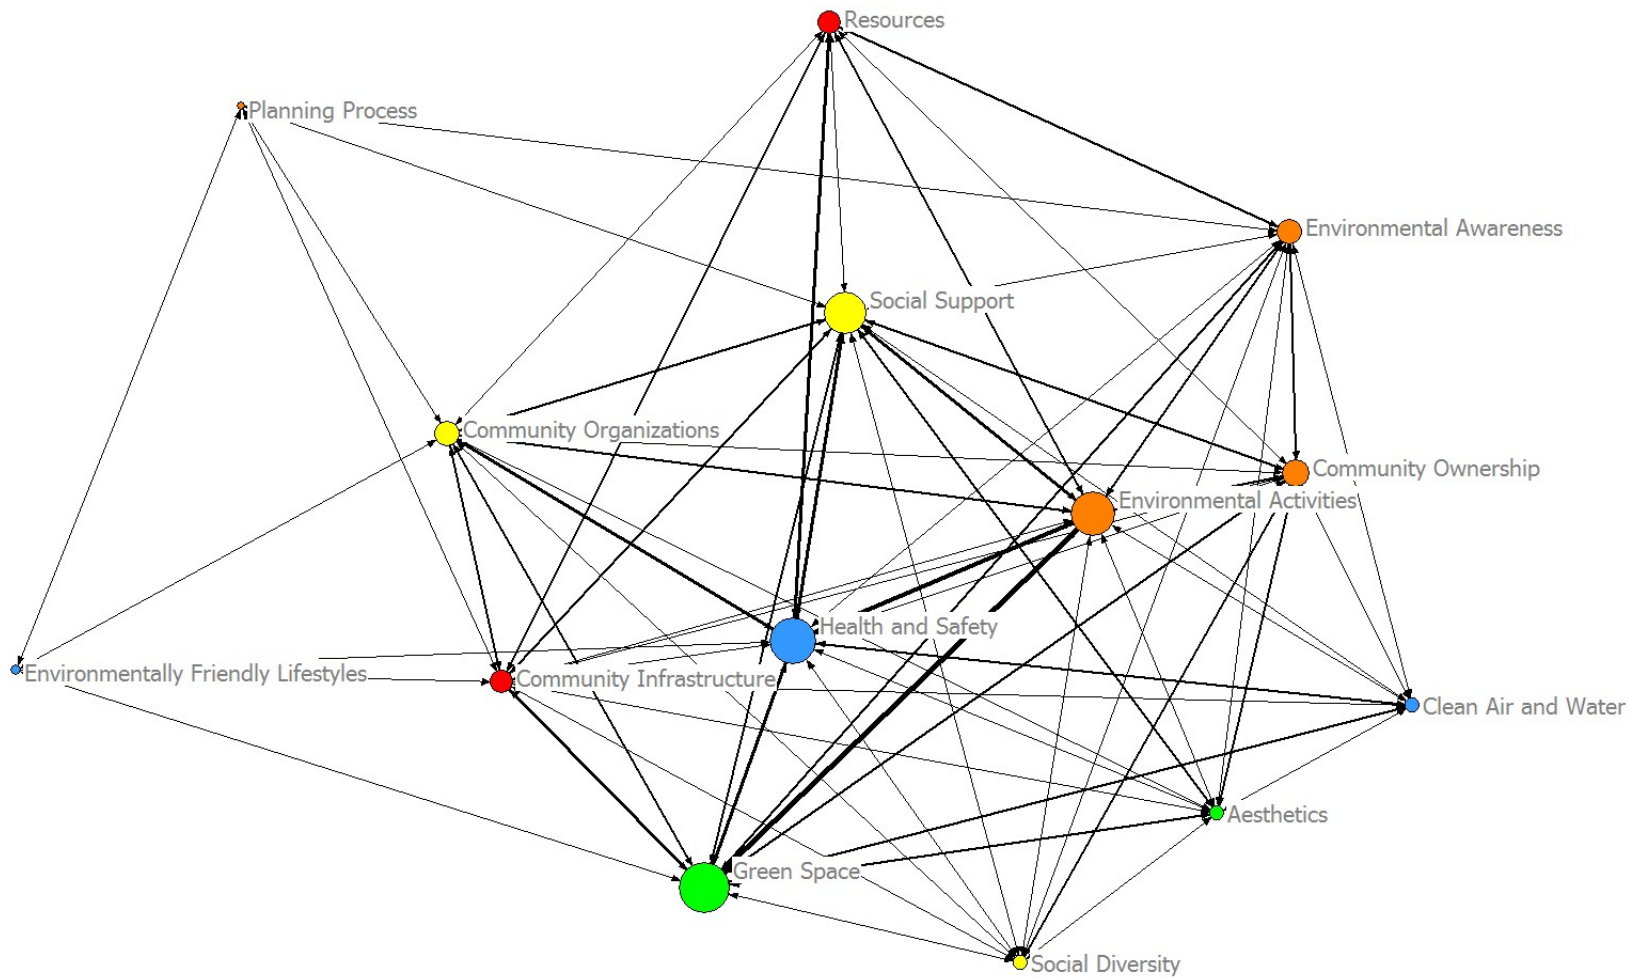 Resources
Planning Process
Environmental Awareness
Social Support
Community Organizations
Community Ownership
Environmental Activities
Health and Safety
Environmentally Friendly Lifestyles
Community Infrastructure
Clean Air and Water
Aesthetics
Green Space
Social Diversity